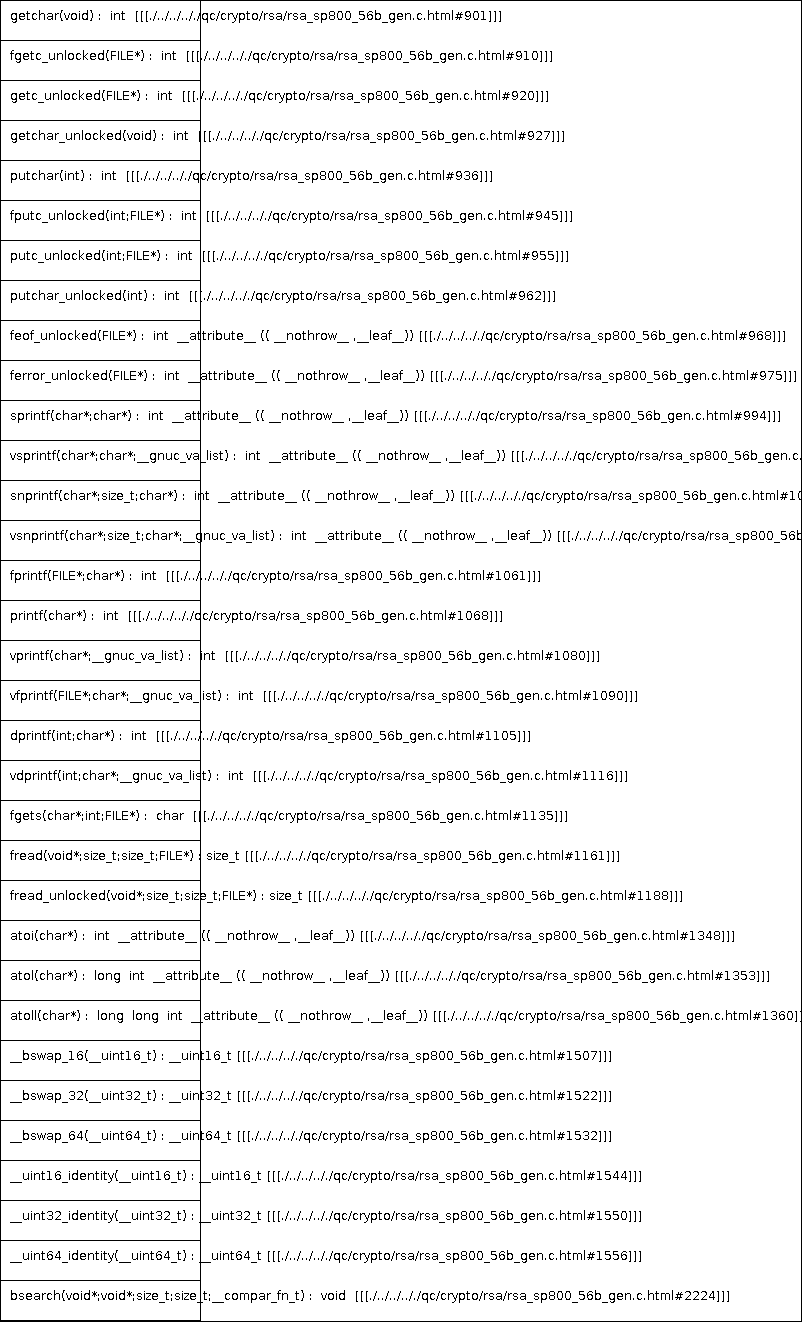 getchar(void) : int [[[./../../../../qc/crypto/rsa/rsa_sp800_56b_gen.c.html#901]]]
fgetc_unlocked(FILE*) : int [[[./../../../../qc/crypto/rsa/rsa_sp800_56b_gen.c.html#910]]]
getc_unlocked(FILE*) : int [[[./../../../../qc/crypto/rsa/rsa_sp800_56b_gen.c.html#920]]]
getchar_unlocked(void) : int [[[./../../../../qc/crypto/rsa/rsa_sp800_56b_gen.c.html#927]]]
putchar(int) : int [[[./../../../../qc/crypto/rsa/rsa_sp800_56b_gen.c.html#936]]]
fputc_unlocked(int;FILE*) : int [[[./../../../../qc/crypto/rsa/rsa_sp800_56b_gen.c.html#945]]]
putc_unlocked(int;FILE*) : int [[[./../../../../qc/crypto/rsa/rsa_sp800_56b_gen.c.html#955]]]
putchar_unlocked(int) : int [[[./../../../../qc/crypto/rsa/rsa_sp800_56b_gen.c.html#962]]]
feof_unlocked(FILE*) : int __attribute__ (( __nothrow__ ,__leaf__)) [[[./../../../../qc/crypto/rsa/rsa_sp800_56b_gen.c.html#968]]]
ferror_unlocked(FILE*) : int __attribute__ (( __nothrow__ ,__leaf__)) [[[./../../../../qc/crypto/rsa/rsa_sp800_56b_gen.c.html#975]]]
sprintf(char*;char*) : int __attribute__ (( __nothrow__ ,__leaf__)) [[[./../../../../qc/crypto/rsa/rsa_sp800_56b_gen.c.html#994]]]
vsprintf(char*;char*;__gnuc_va_list) : int __attribute__ (( __nothrow__ ,__leaf__)) [[[./../../../../qc/crypto/rsa/rsa_sp800_56b_gen.c.
snprintf(char*;size_t;char*) : int __attribute__ (( __nothrow__ ,__leaf__)) [[[./../../../../qc/crypto/rsa/rsa_sp800_56b_gen.c.html#10
vsnprintf(char*;size_t;char*;__gnuc_va_list) : int __attribute__ (( __nothrow__ ,__leaf__)) [[[./../../../../qc/crypto/rsa/rsa_sp800_56b
fprintf(FILE*;char*) : int [[[./../../../../qc/crypto/rsa/rsa_sp800_56b_gen.c.html#1061]]]
printf(char*) : int [[[./../../../../qc/crypto/rsa/rsa_sp800_56b_gen.c.html#1068]]]
vprintf(char*;__gnuc_va_list) : int [[[./../../../../qc/crypto/rsa/rsa_sp800_56b_gen.c.html#1080]]]
vfprintf(FILE*;char*;__gnuc_va_list) : int [[[./../../../../qc/crypto/rsa/rsa_sp800_56b_gen.c.html#1090]]]
dprintf(int;char*) : int [[[./../../../../qc/crypto/rsa/rsa_sp800_56b_gen.c.html#1105]]]
vdprintf(int;char*;__gnuc_va_list) : int [[[./../../../../qc/crypto/rsa/rsa_sp800_56b_gen.c.html#1116]]]
fgets(char*;int;FILE*) : char [[[./../../../../qc/crypto/rsa/rsa_sp800_56b_gen.c.html#1135]]]
fread(void*;size_t;size_t;FILE*) : size_t [[[./../../../../qc/crypto/rsa/rsa_sp800_56b_gen.c.html#1161]]]
fread_unlocked(void*;size_t;size_t;FILE*) : size_t [[[./../../../../qc/crypto/rsa/rsa_sp800_56b_gen.c.html#1188]]]
atoi(char*) : int __attribute__ (( __nothrow__ ,__leaf__)) [[[./../../../../qc/crypto/rsa/rsa_sp800_56b_gen.c.html#1348]]]
atol(char*) : long int __attribute__ (( __nothrow__ ,__leaf__)) [[[./../../../../qc/crypto/rsa/rsa_sp800_56b_gen.c.html#1353]]]
atoll(char*) : long long int __attribute__ (( __nothrow__ ,__leaf__)) [[[./../../../../qc/crypto/rsa/rsa_sp800_56b_gen.c.html#1360]]]
__bswap_16(__uint16_t) : __uint16_t [[[./../../../../qc/crypto/rsa/rsa_sp800_56b_gen.c.html#1507]]]
__bswap_32(__uint32_t) : __uint32_t [[[./../../../../qc/crypto/rsa/rsa_sp800_56b_gen.c.html#1522]]]
__bswap_64(__uint64_t) : __uint64_t [[[./../../../../qc/crypto/rsa/rsa_sp800_56b_gen.c.html#1532]]]
__uint16_identity(__uint16_t) : __uint16_t [[[./../../../../qc/crypto/rsa/rsa_sp800_56b_gen.c.html#1544]]]
__uint32_identity(__uint32_t) : __uint32_t [[[./../../../../qc/crypto/rsa/rsa_sp800_56b_gen.c.html#1550]]]
__uint64_identity(__uint64_t) : __uint64_t [[[./../../../../qc/crypto/rsa/rsa_sp800_56b_gen.c.html#1556]]]
bsearch(void*;void*;size_t;size_t;__compar_fn_t) : void [[[./../../../../qc/crypto/rsa/rsa_sp800_56b_gen.c.html#2224]]]